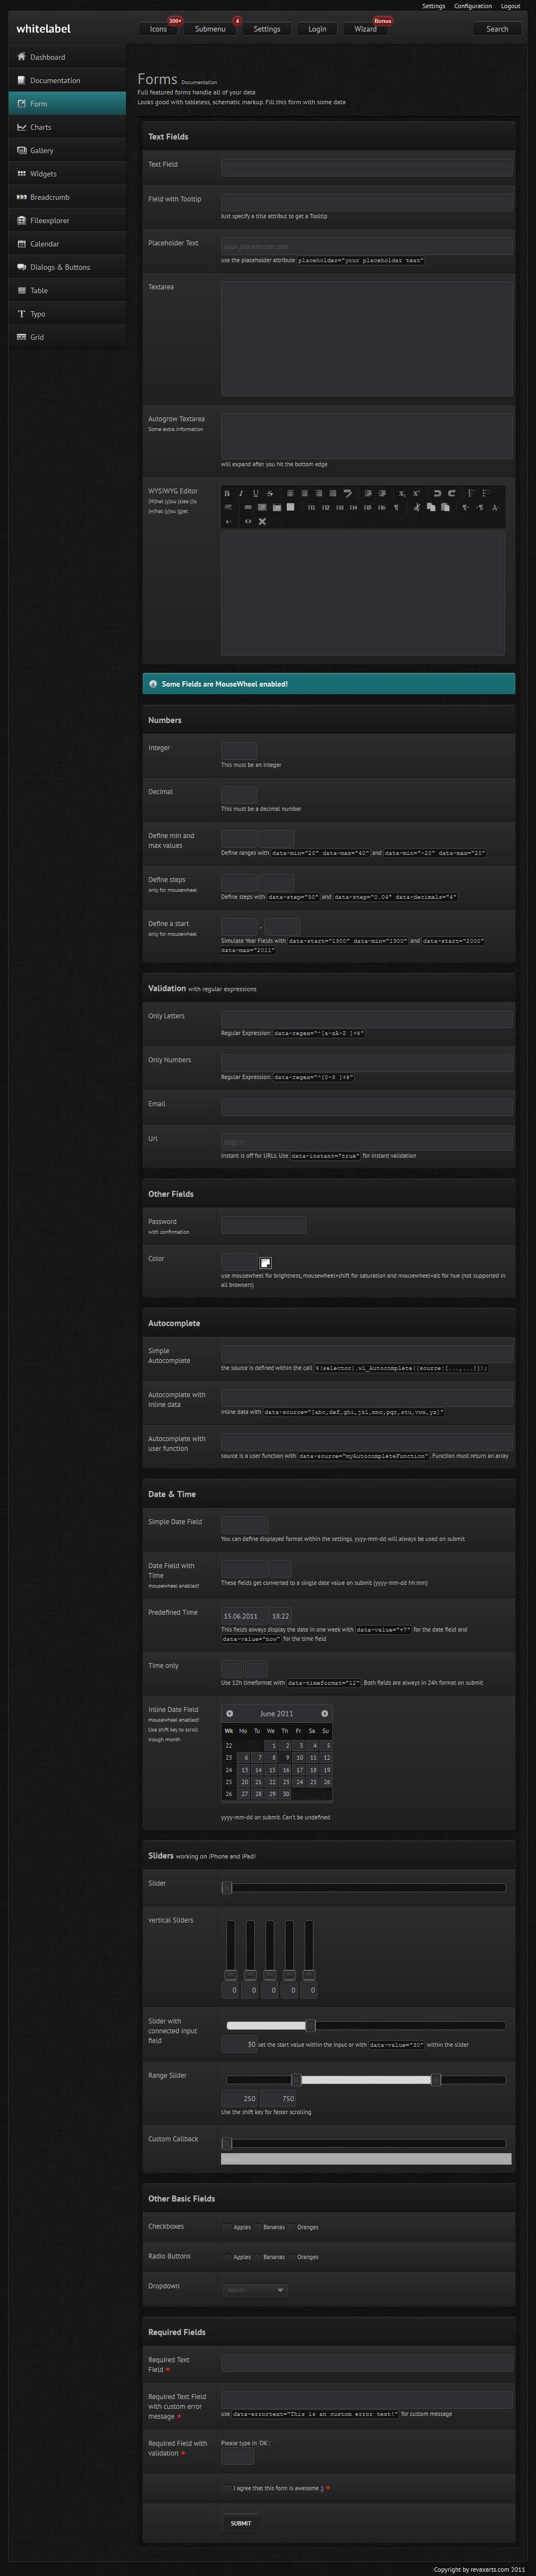 Settings Configuration Logout
whitelabel
Icons 300+ Submenu 4 Settings Login Wizard Bonus Search
Dashboard
Documentation
Form
Charts
Gallery
Widgets
Breadcrumb
Fileexplorer
Calendar
Dialogs & Buttons
Table
Typo
Grid
Forms Documentation
Full featured forms handle all of your data
Looks good with tableless, schematic markup. Fill this form with some data
Text Fields
Text Field
Field with Tooltip
Just specify a title attribut to get a Tooltip
Placeholder Text
your placeholder text
use the placeholder attribute placeholder="your placeholder text"
Textarea
Autogrow Textarea
Some extra information
will expand after you hit the bottom edge
WYSIWYG Editor
(W)hat (y)ou (s)ee (i)s
(w)hat (y)ou (g)et
B I U S
H1 H2 H3 H4 H5 H6
Some Fields are MouseWheel enabled!
Numbers
Integer
This must be an integer
Decimal
This must be a decimal number
Define min and
max values
Define ranges with data-min="20" data-max="40" and data-min="-20" data-max="20"
Define steps
only for mousewheel
Define steps with data-step="50" and data-step="0.04" data-decimals="4"
Define a start
only for mousewheel
-
Simulate Year Fields with data-start="1900" data-min="1900" and data-start="2000"
data-max="2011"
Validation with regular expressions
Only Letters
Regular Expression: data-regex="^[a-zA-Z ]+$"
Only Numbers
Regular Expression: data-regex="^[0-9 ]+$"
Email
Url
http://
Instant is off for URLs. Use data-instant="true" for instant validation
Other Fields
Password
with confirmation
Color
use mousewheel for brightness, mousewheel+shift for saturation and mousewheel+alt for hue (not supported in
all browsers)
Autocomplete
Simple
Autocomplete
the source is defined within the call $(selector).wl_Autocomplete({source:[...,...]});
Autocomplete with
inline data
inline data with data-source="[abc,def,ghi,jkl,mno,pqr,stu,vwx,yz]"
Autocomplete with
user function
source is a user function with data-source="myAutocompleteFunction". Function must return an array
Date & Time
Simple Date Field
You can define displayed format within the settings. yyyy-mm-dd will always be used on submit
Date Field with
Time
mousewheel enabled!
These fields get converted to a single date value on submit (yyyy-mm-dd hh:mm)
Predefined Time
15.06.2011 18:22
This fields always display the date in one week with data-value="+7" for the date field and
data-value="now" for the time field
Time only
Use 12h timeformat with data-timeformat="12". Both fields are always in 24h format on submit
Inline Date Field
mousewheel enabled!
Use shift key to scroll
trough month
June 2011
Wk Mo Tu We Th Fr Sa Su
22 1 2 3 4 5
23 6 7 8 9 10 11 12
24 13 14 15 16 17 18 19
25 20 21 22 23 24 25 26
26 27 28 29 30
yyyy-mm-dd on submit. Can't be undefined
Sliders working on iPhone and iPad!
Slider
vertical Sliders
0 0 0 0 0
Slider with
connected input
field
30 set the start value within the input or with data-value="30" within the slider
Range Slider
250 750
Use the shift key for faster scrolling
Custom Callback
Other Basic Fields
Checkboxes
Apples Bananas Oranges
Radio Buttons
Apples Bananas Oranges
Dropdown
Apples
Required Fields
Required Text
Field *
Required Text Field
with custom error
message *
use data-errortext="This is an custom error text!" for custom message
Required Field with
validation *
Please type in 'OK':
I agree that this form is awesome ;) *
SUBMIT
Copyright by revaxarts.com 2011